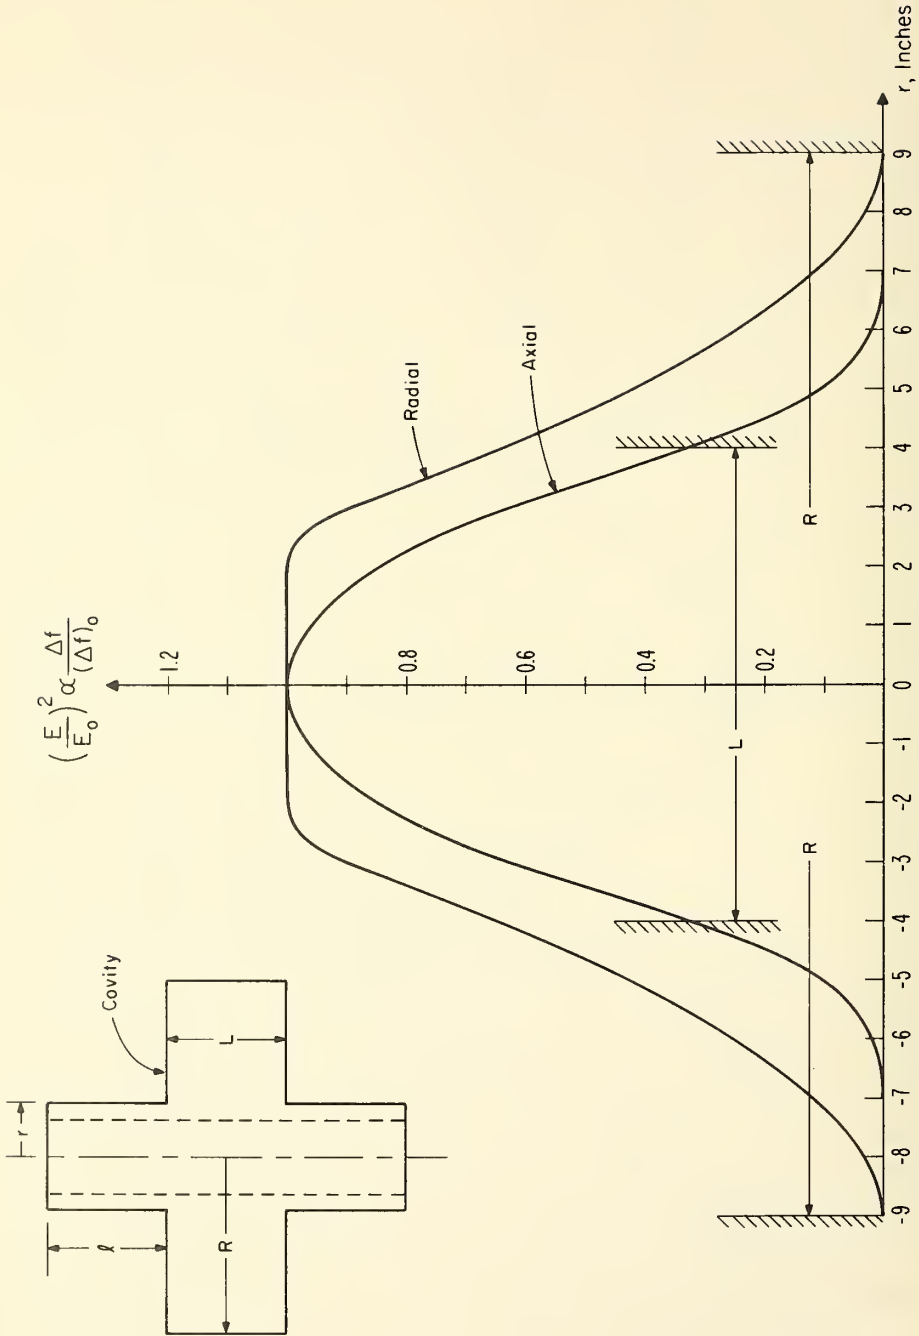 (E/E₀)² ∝ Δf/(Δf)₀
1.2
0.8
0.6
0.4
0.2
Radial
Axial
Covity
r
ℓ
L
R
L
R
R
-9 -8 -7 -6 -5 -4 -3 -2 -1 0 1 2 3 4 5 6 7 8 9
r, Inches